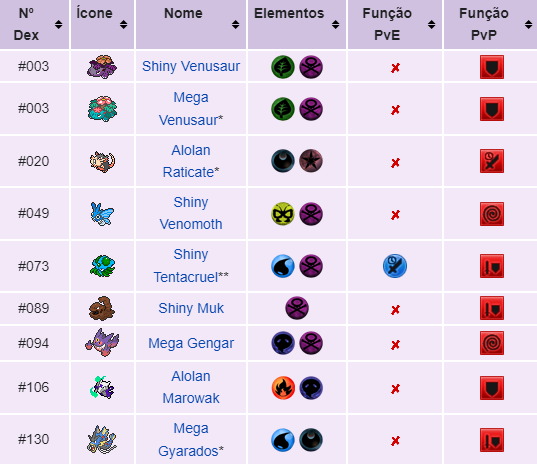 Nº Dex Ícone Nome Elementos Função PvE Função PvP
#003 Shiny Venusaur
#003 Mega Venusaur*
#020 Alolan Raticate*
#049 Shiny Venomoth
#073 Shiny Tentacruel**
#089 Shiny Muk
#094 Mega Gengar
#106 Alolan Marowak
#130 Mega Gyarados*